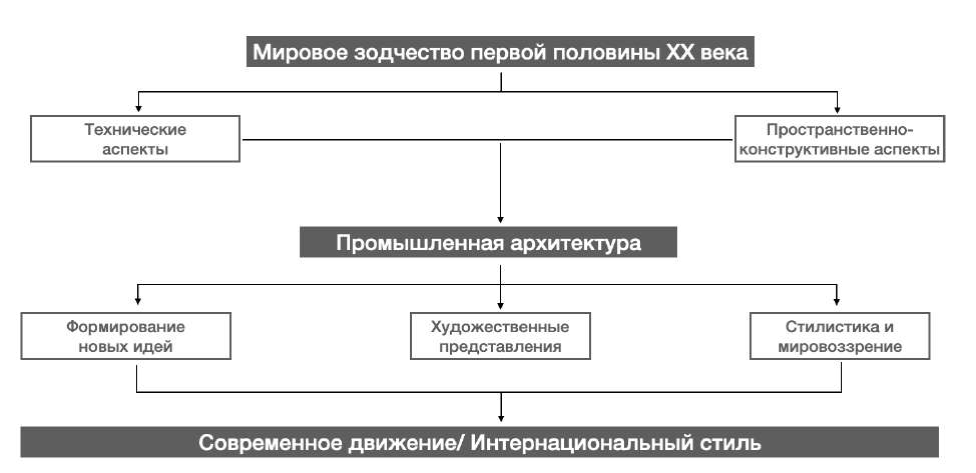 Мировое зодчество первой половины XX века
Технические
аспекты
Пространственно-
конструктивные аспекты
Промышленная архитектура
Формирование
новых идей
Художественные
представления
Стилистика и
мировоззрение
Современное движение/ Интернациональный стиль